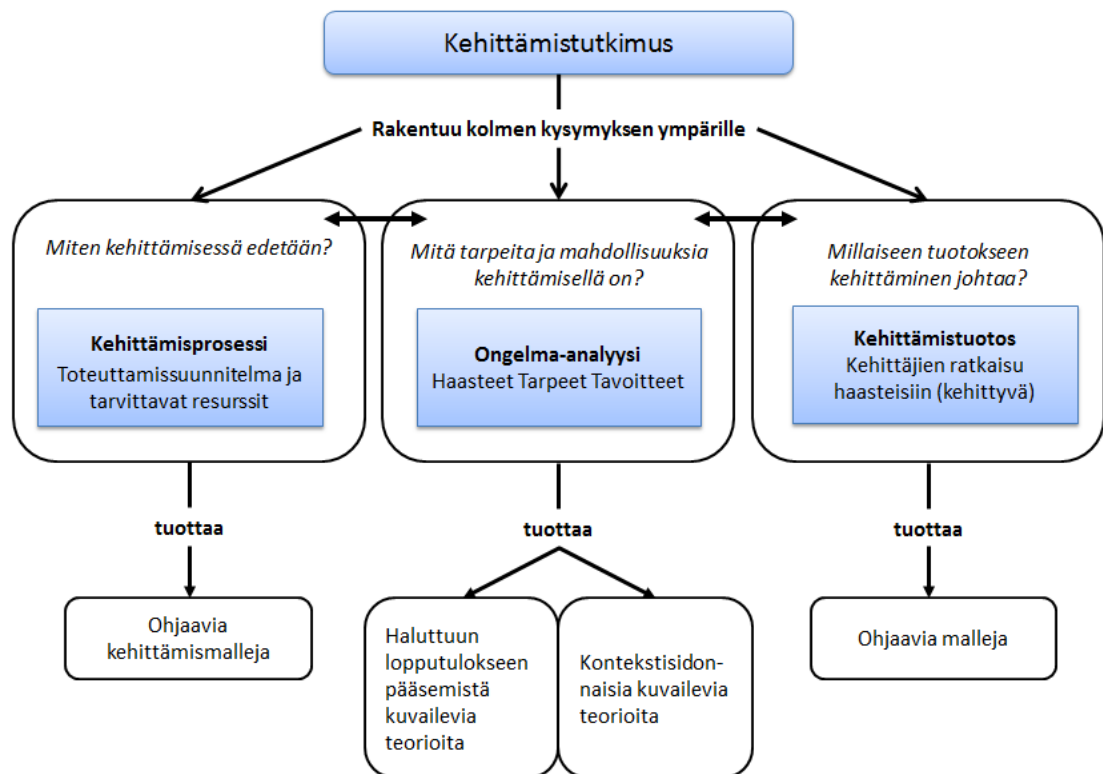 Kehittämistutkimus
Rakentuu kolmen kysymyksen ympärille
Miten kehittämisessä edetään?
Kehittämisprosessi
Toteuttamissuunnitelma ja
tarvittavat resurssit
Mitä tarpeita ja mahdollisuuksia
kehittämisellä on?
Ongelma-analyysi
Haasteet Tarpeet Tavoitteet
Millaiseen tuotokseen
kehittäminen johtaa?
Kehittämistuotos
Kehittäjien ratkaisu
haasteisiin (kehittyvä)
tuottaa
tuottaa
tuottaa
Ohjaavia
kehittämismalleja
Haluttuun
lopputulokseen
pääsemistä
kuvailevia
teorioita
Kontekstisidon-
naisia kuvailevia
teorioita
Ohjaavia malleja